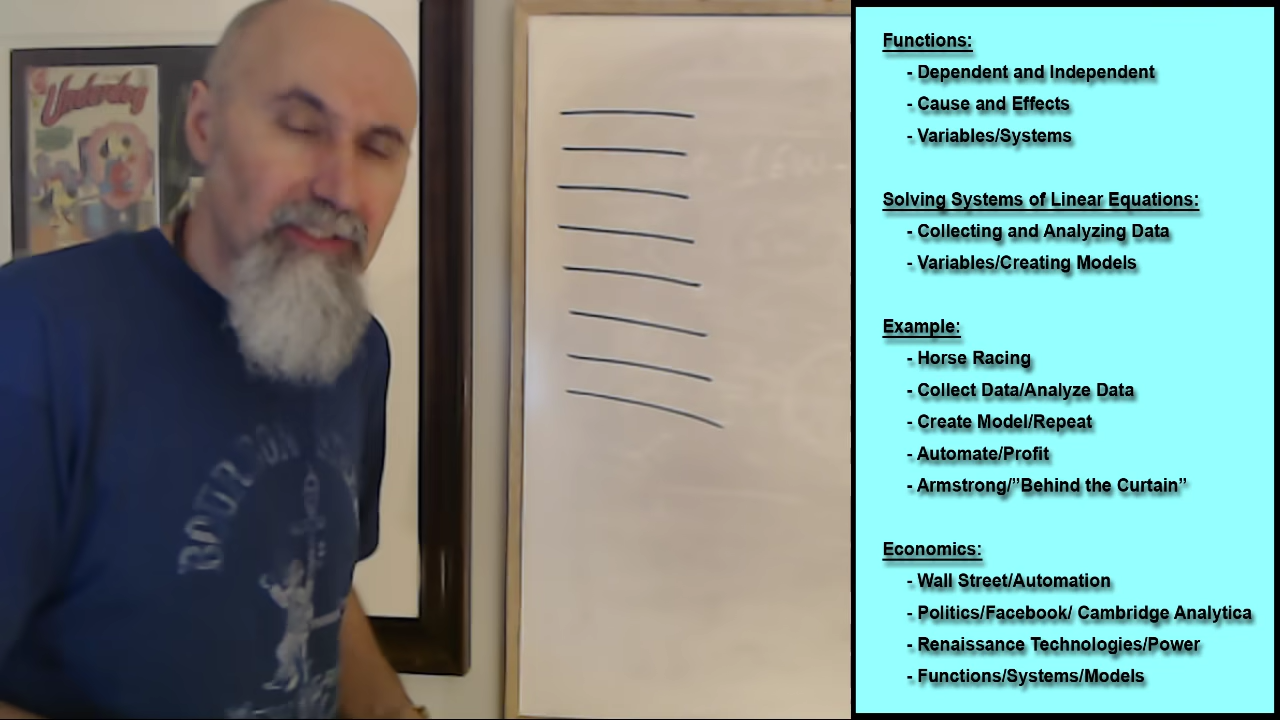 Underdog
Functions:
- Dependent and Independent
- Cause and Effects
- Variables/Systems
Solving Systems of Linear Equations:
- Collecting and Analyzing Data
- Variables/Creating Models
Example:
- Horse Racing
- Collect Data/Analyze Data
- Create Model/Repeat
- Automate/Profit
- Armstrong/”Behind the Curtain”
Economics:
- Wall Street/Automation
- Politics/Facebook/ Cambridge Analytica
- Renaissance Technologies/Power
- Functions/Systems/Models